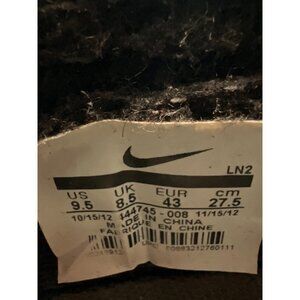 LN2
US UK EUR cm
9.5 8.5 43 27.5
10/15/12 444745-008 11/15/12
MADE IN CHINA
FABRIQUE EN CHINE
00883212760111